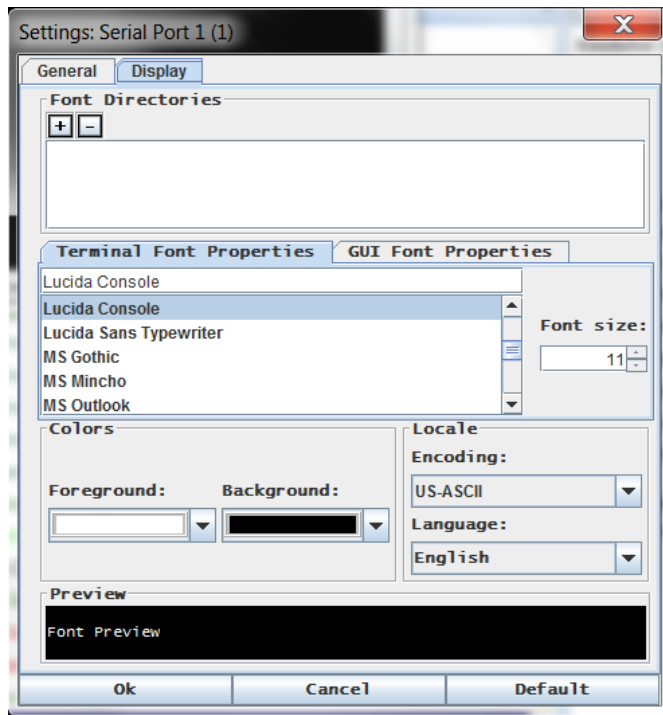 Settings: Serial Port 1 (1)
General Display
Font Directories
+ -
Terminal Font Properties GUI Font Properties
Lucida Console
Lucida Console
Lucida Sans Typewriter
MS Gothic
MS Mincho
MS Outlook
Font size:
11
Colors
Foreground: Background:
Locale
Encoding:
US-ASCII
Language:
English
Preview
Font Preview
Ok Cancel Default